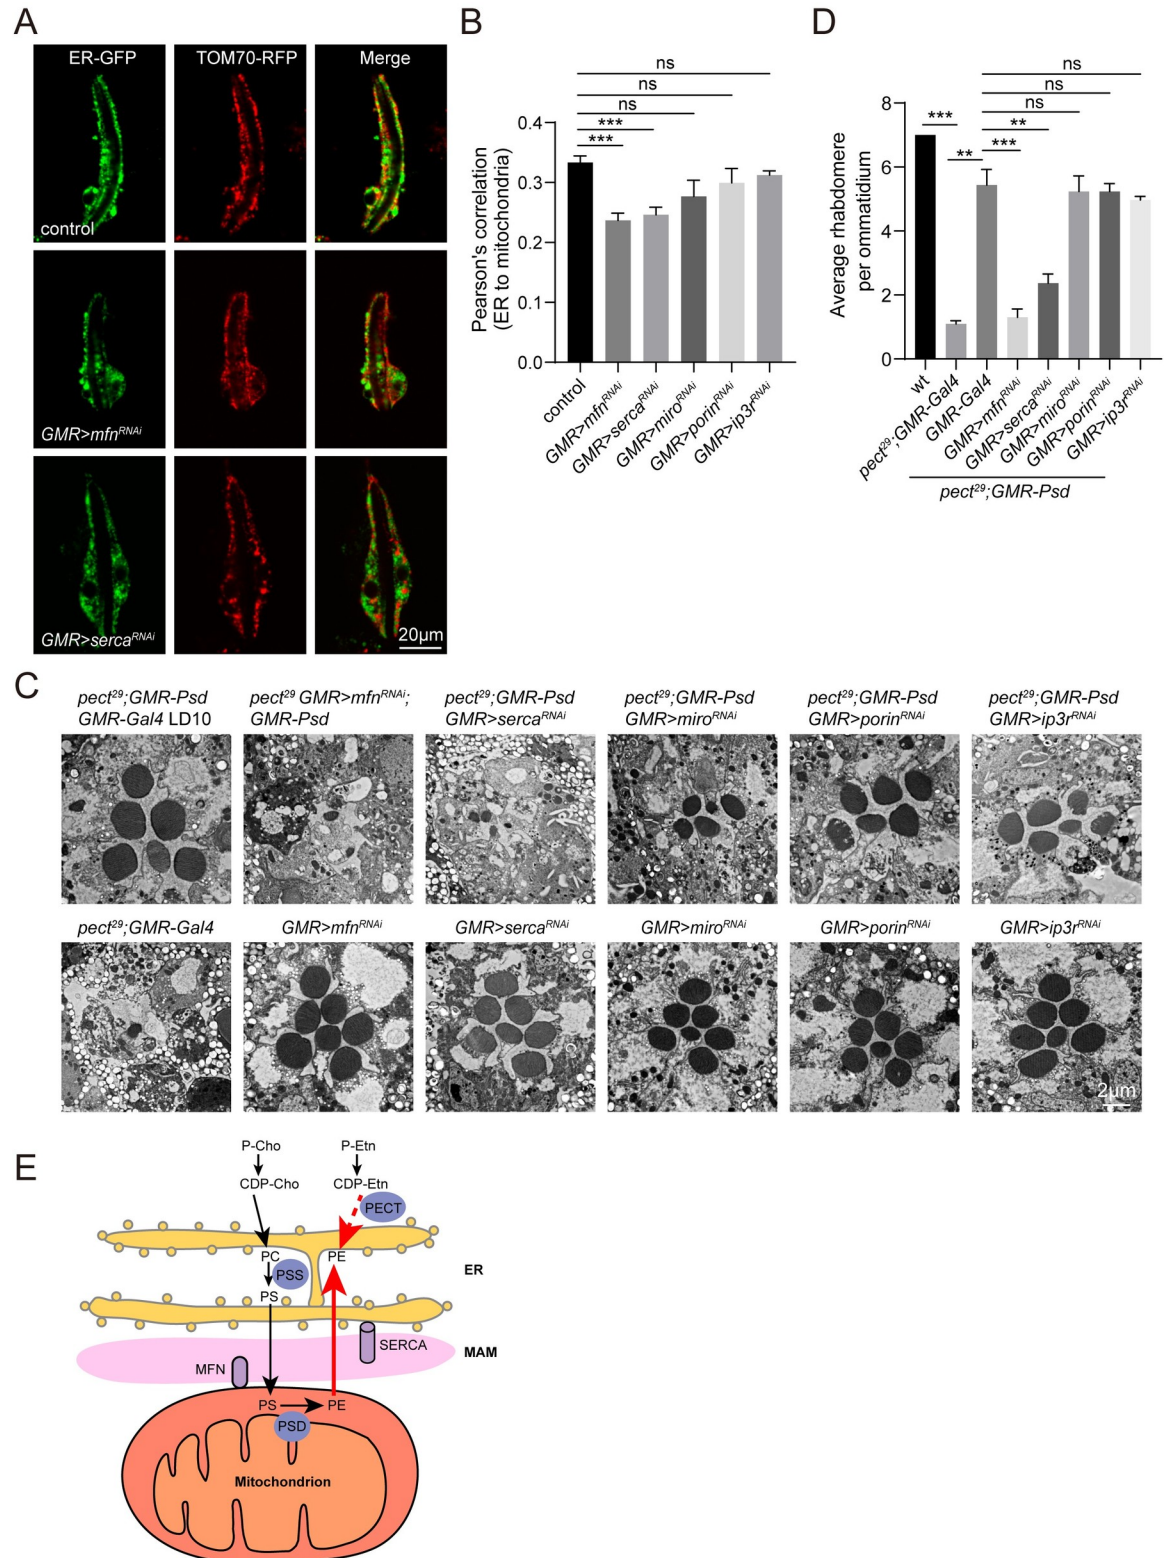 A
ER-GFP
TOM70-RFP
Merge
control
GMR>mfnRNAi
GMR>sercaRNAi
20μm
B
ns
ns
ns
***
***
Pearson's correlation
(ER to mitochondria)
0.4
0.3
0.2
0.1
0.0
control
GMR>mfnRNAi
GMR>sercaRNAi
GMR>miroRNAi
GMR>porinRNAi
GMR>ip3rRNAi
D
ns
ns
ns
**
***
***
**
Average rhabdomere
per ommatidium
8
6
4
2
0
wt
pect29;GMR-Gal4
GMR-Gal4
GMR>mfnRNAi
GMR>sercaRNAi
GMR>miroRNAi
GMR>porinRNAi
GMR>ip3rRNAi
pect29;GMR-Psd
C
pect29;GMR-Psd
GMR-Gal4 LD10
pect29 GMR>mfnRNAi;
GMR-Psd
pect29;GMR-Psd
GMR>sercaRNAi
pect29;GMR-Psd
GMR>miroRNAi
pect29;GMR-Psd
GMR>porinRNAi
pect29;GMR-Psd
GMR>ip3rRNAi
pect29;GMR-Gal4
GMR>mfnRNAi
GMR>sercaRNAi
GMR>miroRNAi
GMR>porinRNAi
GMR>ip3rRNAi
2μm
E
P-Cho
P-Etn
CDP-Cho
CDP-Etn
PECT
PC
PE
PSS
ER
PS
SERCA
MAM
MFN
PS
PE
PSD
Mitochondrion